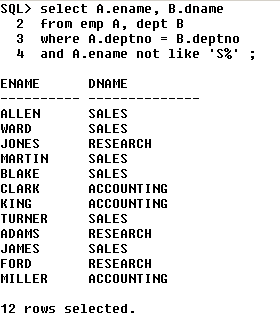 SQL> select A.ename, B.dname
2 from emp A, dept B
3 where A.deptno = B.deptno
4 and A.ename not like 'S%' ;
ENAME DNAME
---------- --------------
ALLEN SALES
WARD SALES
JONES RESEARCH
MARTIN SALES
BLAKE SALES
CLARK ACCOUNTING
KING ACCOUNTING
TURNER SALES
ADAMS RESEARCH
JAMES SALES
FORD RESEARCH
MILLER ACCOUNTING
12 rows selected.